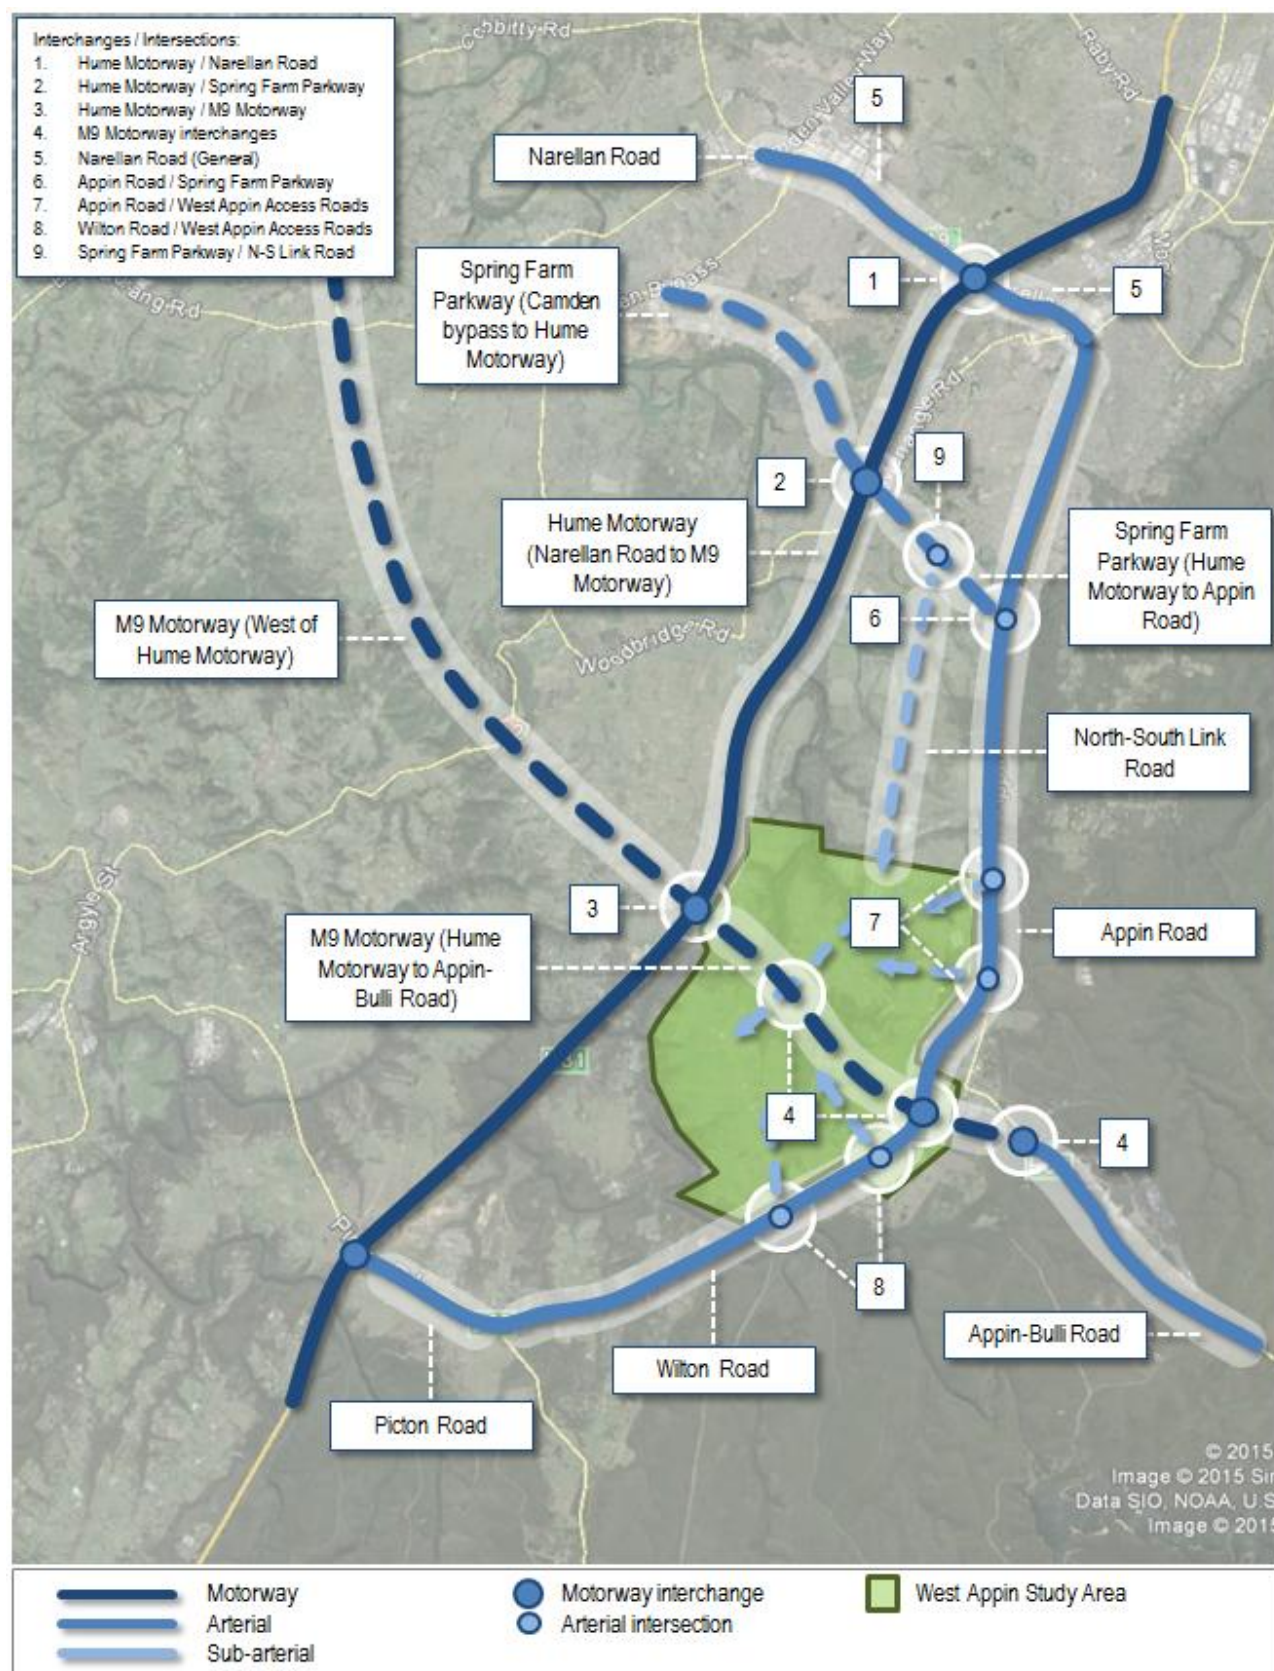 Interchanges / Intersections:
1. Hume Motorway / Narellan Road
2. Hume Motorway / Spring Farm Parkway
3. Hume Motorway / M9 Motorway
4. M9 Motorway interchanges
5. Narellan Road (General)
6. Appin Road / Spring Farm Parkway
7. Appin Road / West Appin Access Roads
8. Wilton Road / West Appin Access Roads
9. Spring Farm Parkway / N-S Link Road
Raby Rd
5
Narellan Road
1
5
Spring Farm
Parkway (Camden
bypass to Hume
Motorway)
9
2
Hume Motorway
(Narellan Road to M9
Motorway)
Spring Farm
Parkway (Hume
Motorway to Appin
Road)
6
M9 Motorway (West of
Hume Motorway)
Woodbridge Rd
North-South Link
Road
Argyle St
3
7
Appin Road
M9 Motorway (Hume
Motorway to Appin-
Bulli Road)
4
4
8
Appin-Bulli Road
Wilton Road
Picton Road
© 2015
Image © 2015
Data SIO, NOAA, U.S
Image © 2015
Motorway
Motorway interchange
West Appin Study Area
Arterial
Arterial intersection
Sub-arterial